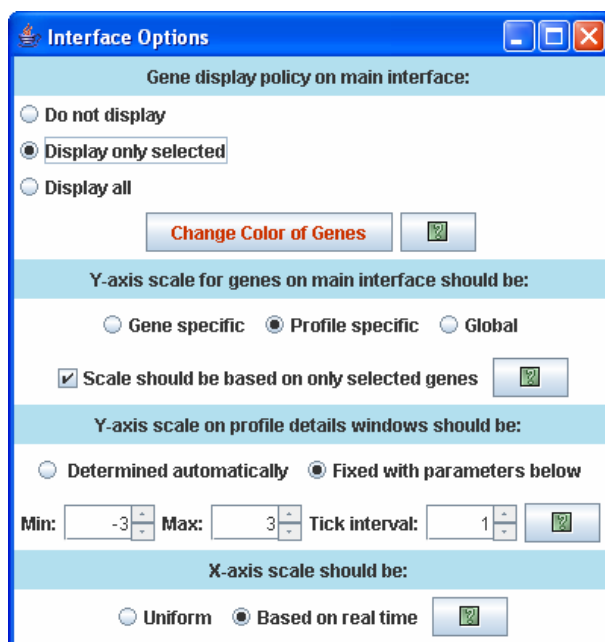 Interface Options
Gene display policy on main interface:
Do not display
Display only selected
Display all
Change Color of Genes ?
Y-axis scale for genes on main interface should be:
Gene specific Profile specific Global
Scale should be based on only selected genes ?
Y-axis scale on profile details windows should be:
Determined automatically Fixed with parameters below
Min: -3 Max: 3 Tick interval: 1 ?
X-axis scale should be:
Uniform Based on real time ?